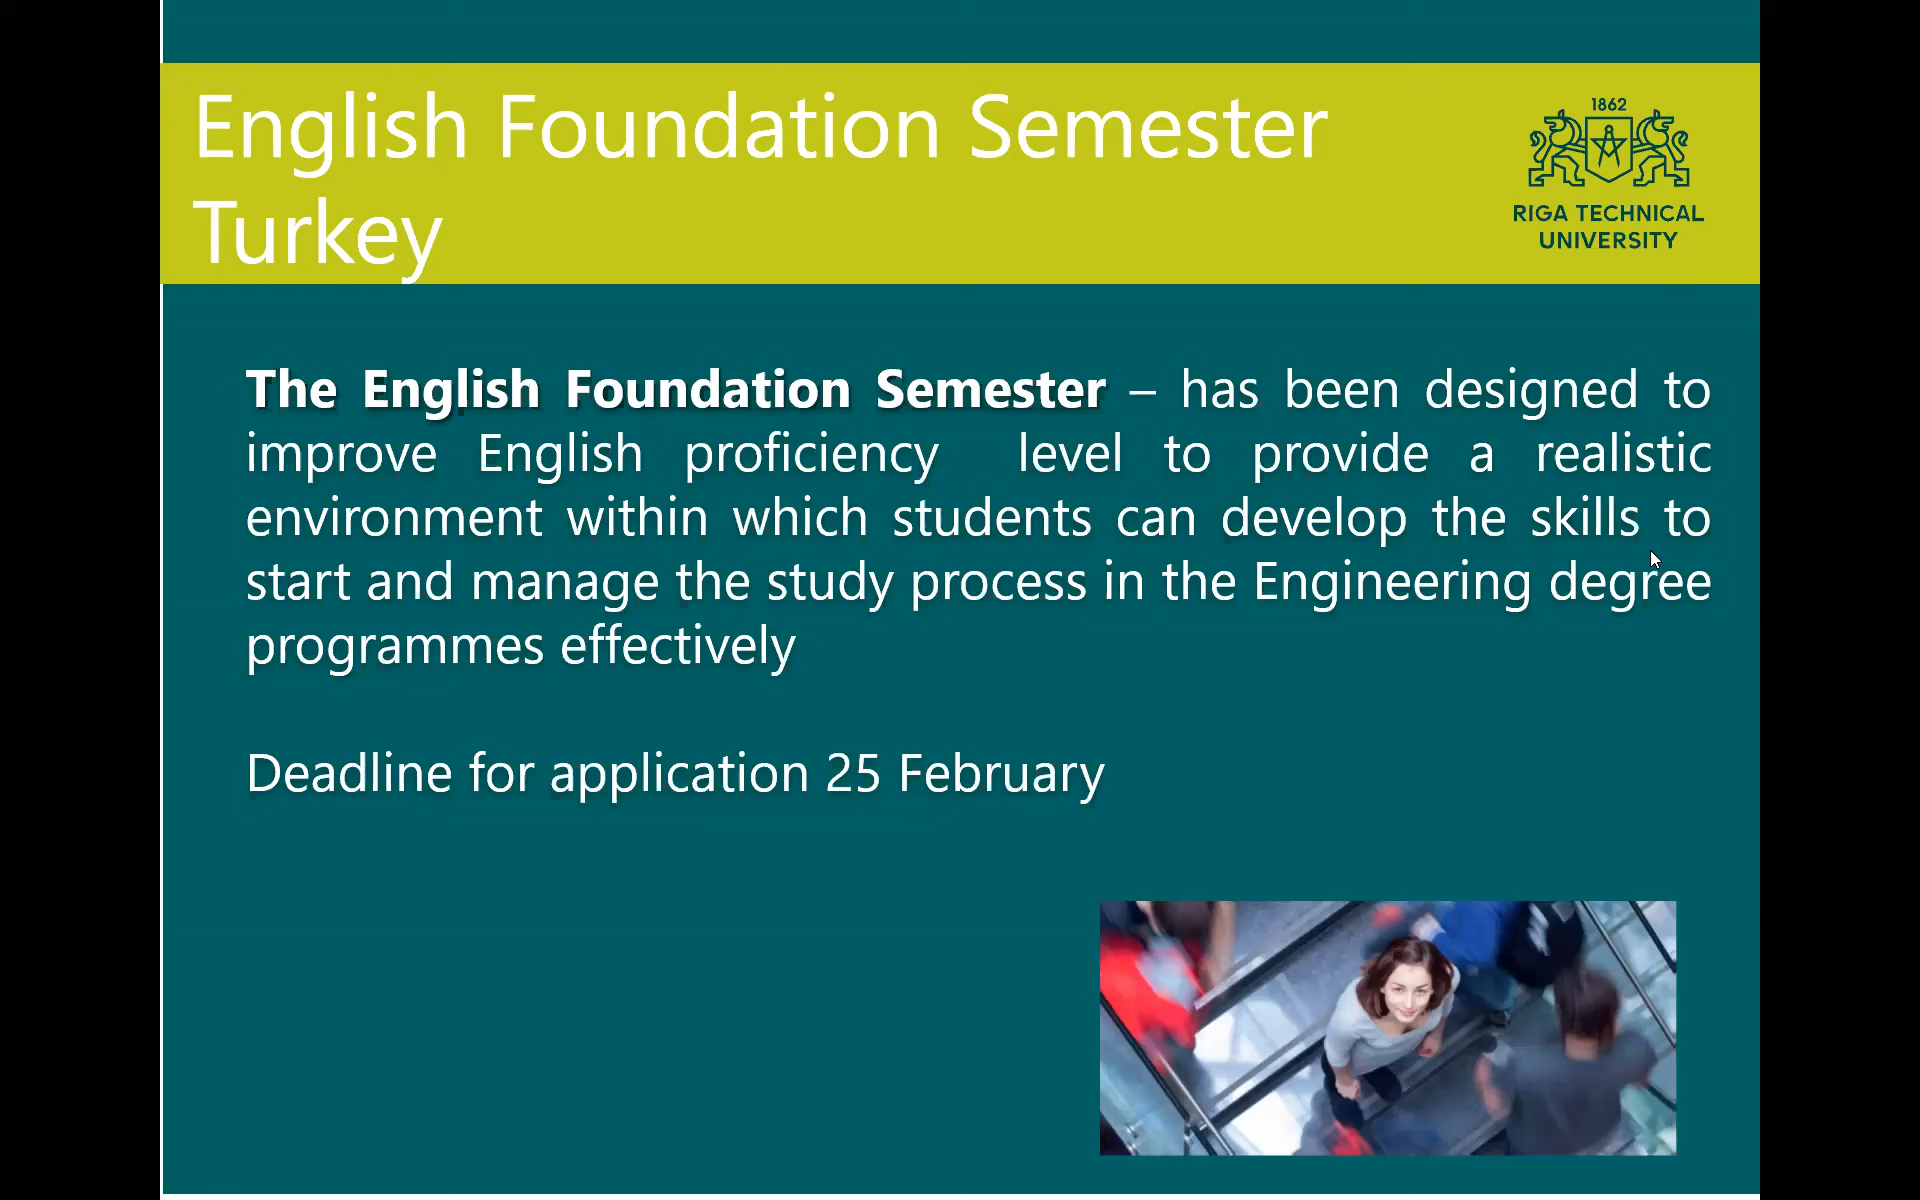 English Foundation Semester
Turkey
1862
RIGA TECHNICAL
UNIVERSITY
The English Foundation Semester – has been designed to
improve English proficiency level to provide a realistic
environment within which students can develop the skills to
start and manage the study process in the Engineering degree
programmes effectively
Deadline for application 25 February